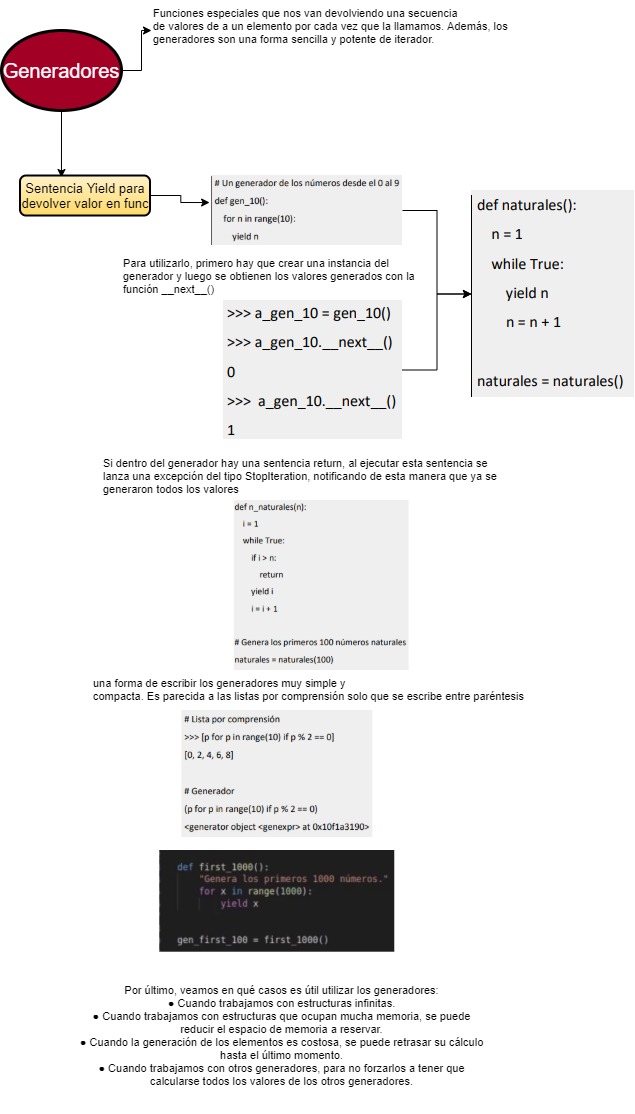 Funciones especiales que nos van devolviendo una secuencia
de valores de a un elemento por cada vez que la llamamos. Además, los
generadores son una forma sencilla y potente de iterador.
Generadores
Sentencia Yield para
devolver valor en func
# Un generador de los números desde el 0 al 9
def gen_10():
for n in range(10):
yield n
def naturales():
n = 1
while True:
yield n
n = n + 1
naturales = naturales()
Para utilizarlo, primero hay que crear una instancia del
generador y luego se obtienen los valores generados con la
función __next__()
>>> a_gen_10 = gen_10()
>>> a_gen_10.__next__()
0
>>> a_gen_10.__next__()
1
Si dentro del generador hay una sentencia return, al ejecutar esta sentencia se
lanza una excepción del tipo StopIteration, notificando de esta manera que ya se
generaron todos los valores
def n_naturales(n):
i = 1
while True:
if i > n:
return
yield i
i = i + 1
# Genera los primeros 100 números naturales
naturales = naturales(100)
una forma de escribir los generadores muy simple y
compacta. Es parecida a las listas por comprensión solo que se escribe entre paréntesis
# Lista por comprensión
>>> [p for p in range(10) if p % 2 == 0]
[0, 2, 4, 6, 8]
# Generador
(p for p in range(10) if p % 2 == 0)
<generator object <genexpr> at 0x10f1a3190>
def first_1000():
"Genera los primeros 1000 números."
for x in range(1000):
yield x
gen_first_100 = first_1000()
Por último, veamos en qué casos es útil utilizar los generadores:
● Cuando trabajamos con estructuras infinitas.
● Cuando trabajamos con estructuras que ocupan mucha memoria, se puede
reducir el espacio de memoria a reservar.
● Cuando la generación de los elementos es costosa, se puede retrasar su cálculo
hasta el último momento.
● Cuando trabajamos con otros generadores, para no forzarlos a tener que
calcularse todos los valores de los otros generadores.